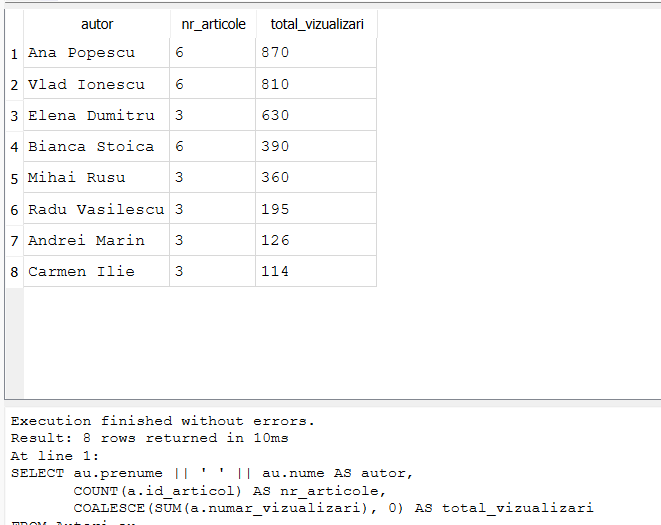 autor nr_articole total_vizualizari
1 Ana Popescu 6 870
2 Vlad Ionescu 6 810
3 Elena Dumitru 3 630
4 Bianca Stoica 6 390
5 Mihai Rusu 3 360
6 Radu Vasilescu 3 195
7 Andrei Marin 3 126
8 Carmen Ilie 3 114
Execution finished without errors.
Result: 8 rows returned in 10ms
At line 1:
SELECT au.prenume || ' ' || au.nume AS autor,
       COUNT(a.id_articol) AS nr_articole,
       COALESCE(SUM(a.numar_vizualizari), 0) AS total_vizualizari
FROM Autori au